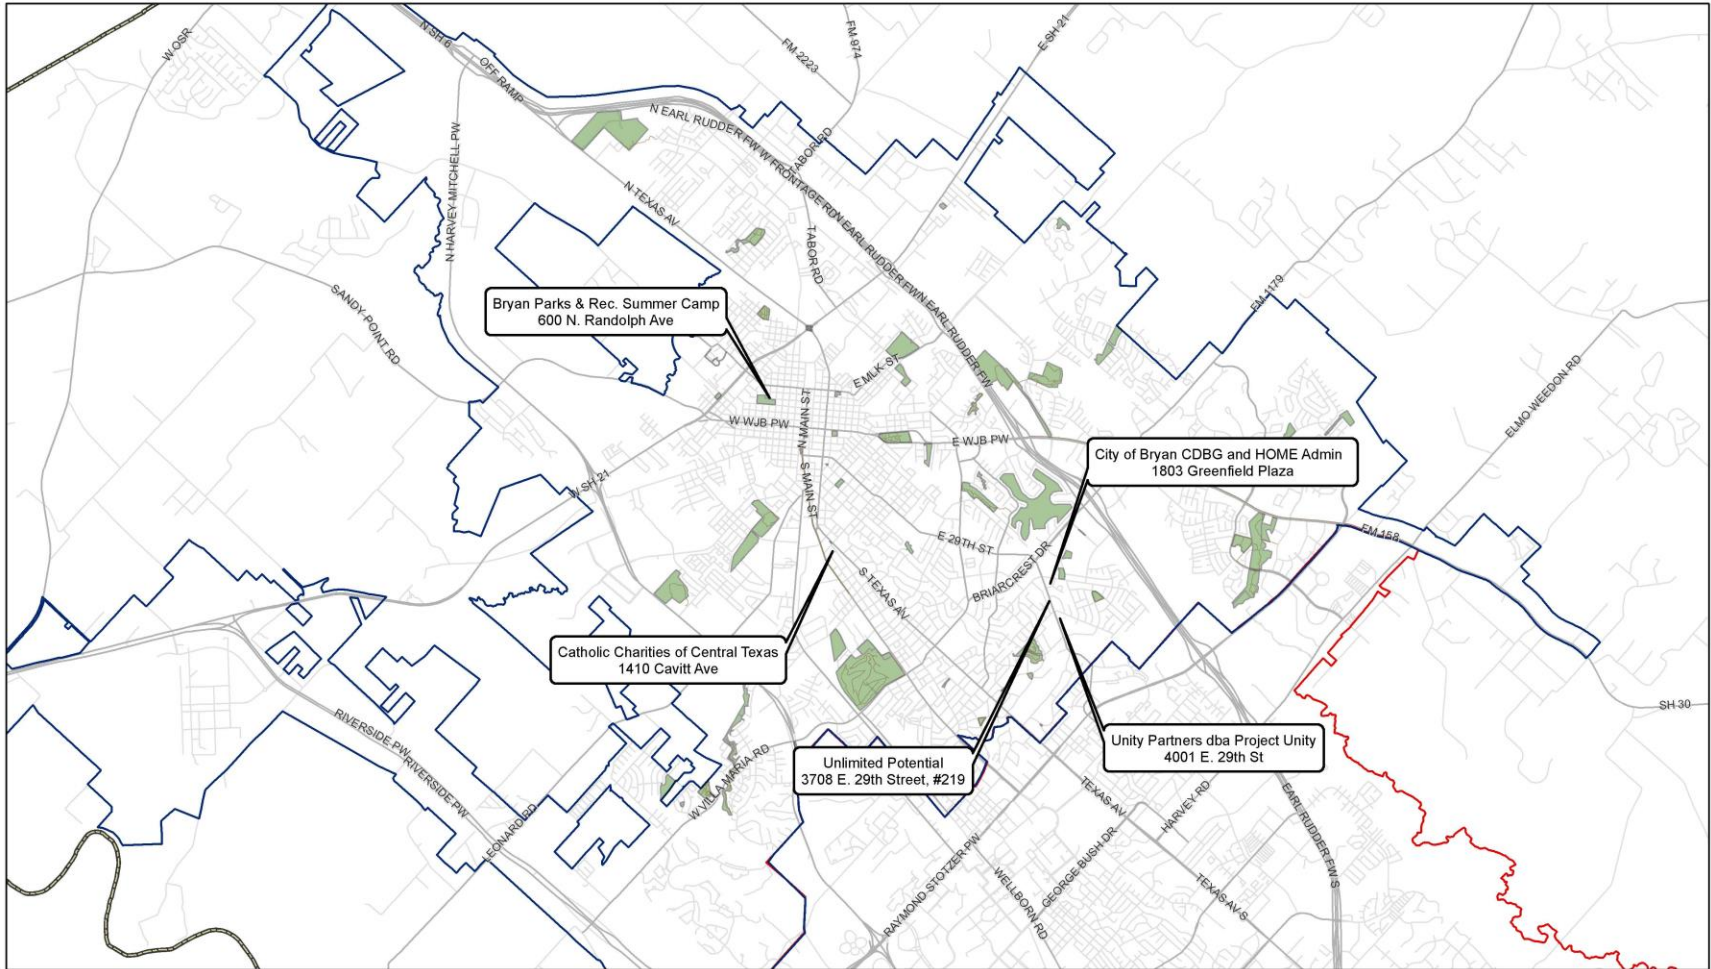 W OSR
N SH 6
OFF RAMP
FM 2223
FM 974
E SH 21
N EARL RUDDER FW W FRONTAGE RD
TABOR RD
N HARVEY MITCHELL PW
N TEXAS AV
TABOR RD
N EARL RUDDER FW
N EARL RUDDER FW
SANDY POINT RD
FM 1179
Bryan Parks & Rec. Summer Camp
600 N. Randolph Ave
E MLK ST
ELMO WEEDON RD
N MAIN ST
W WJB PW
E WJB PW
City of Bryan CDBG and HOME Admin
1803 Greenfield Plaza
W SH 21
S MAIN ST
E 29TH ST
FM 158
BRIARCREST DR
S TEXAS AV
Catholic Charities of Central Texas
1410 Cavitt Ave
SH 30
RIVERSIDE PW
RIVERSIDE PW
Unity Partners dba Project Unity
4001 E. 29th St
Unlimited Potential
3708 E. 29th Street, #219
W VILLA MARIA RD
TEXAS AV
HARVEY RD
EARL RUDDER FW S
LEONARD RD
GEORGE BUSH DR
RAYMOND STOTZER PW
WELLBORN RD
TEXAS AV S